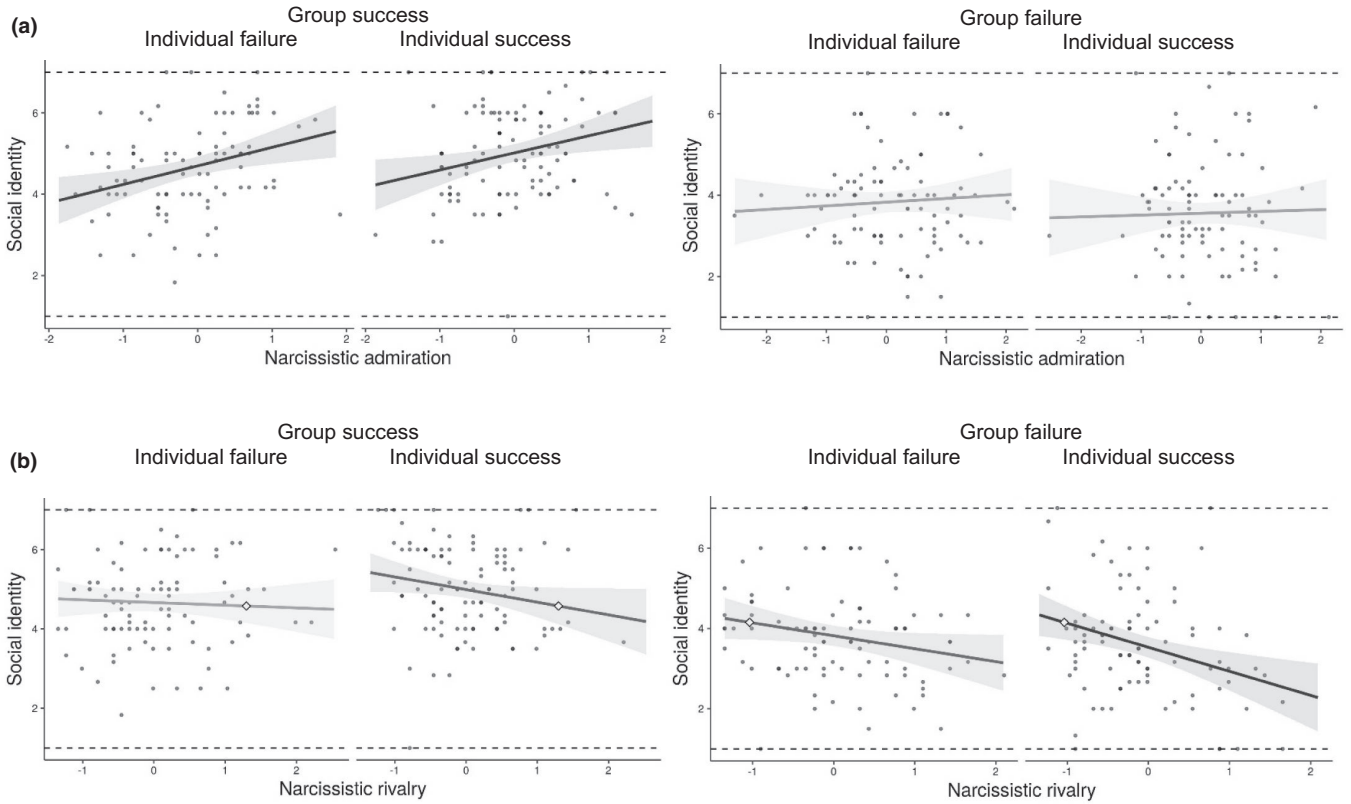 (a)
Group success
Individual failure Individual success
Social identity
6
4
2
-2 -1 0 1 2 -2 -1 0 1 2
Narcissistic admiration
Group failure
Individual failure Individual success
Social identity
6
4
2
-2 -1 0 1 2 -2 -1 0 1 2
Narcissistic admiration
(b)
Group success
Individual failure Individual success
Social identity
6
4
2
-1 0 1 2 -1 0 1 2
Narcissistic rivalry
Group failure
Individual failure Individual success
Social identity
6
4
2
-1 0 1 2 -1 0 1 2
Narcissistic rivalry